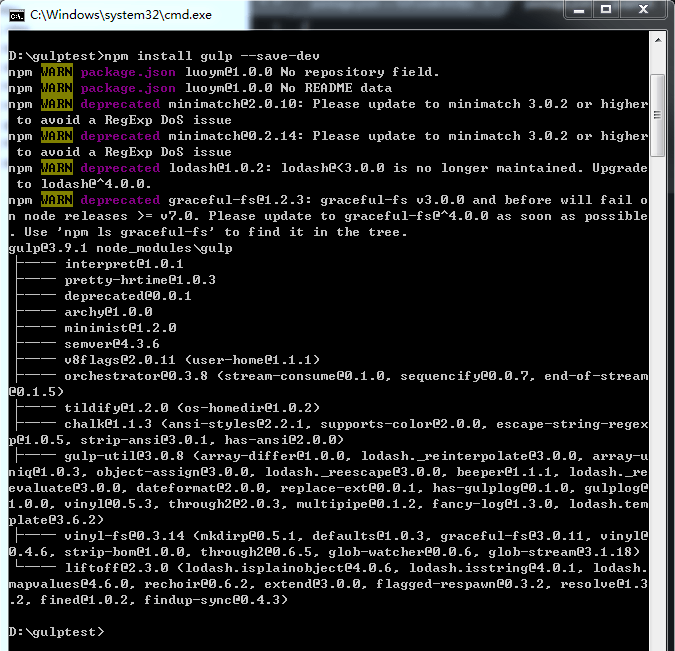 C:\Windows\system32\cmd.exe
D:\gulptest>npm install gulp --save-dev
npm WARN package.json luoym@1.0.0 No repository field.
npm WARN package.json luoym@1.0.0 No README data
npm WARN deprecated minimatch@2.0.10: Please update to minimatch 3.0.2 or higher
 to avoid a RegExp DoS issue
npm WARN deprecated minimatch@0.2.14: Please update to minimatch 3.0.2 or higher
 to avoid a RegExp DoS issue
npm WARN deprecated lodash@1.0.2: lodash@<3.0.0 is no longer maintained. Upgrade
 to lodash@^4.0.0.
npm WARN deprecated graceful-fs@1.2.3: graceful-fs v3.0.0 and before will fail o
n node releases >= v7.0. Please update to graceful-fs@^4.0.0 as soon as possible
. Use 'npm ls graceful-fs' to find it in the tree.
gulp@3.9.1 node_modules\gulp
├── interpret@1.0.1
├── pretty-hrtime@1.0.3
├── deprecated@0.0.1
├── archy@1.0.0
├── minimist@1.2.0
├── semver@4.3.6
├── v8flags@2.0.11 (user-home@1.1.1)
├── orchestrator@0.3.8 (stream-consume@0.1.0, sequencify@0.0.7, end-of-stream
@0.1.5)
├── tildify@1.2.0 (os-homedir@1.0.2)
├── chalk@1.1.3 (ansi-styles@2.2.1, supports-color@2.0.0, escape-string-regex
p@1.0.5, strip-ansi@3.0.1, has-ansi@2.0.0)
├── gulp-util@3.0.8 (array-differ@1.0.0, lodash._reinterpolate@3.0.0, array-u
niq@1.0.3, object-assign@3.0.0, lodash._reescape@3.0.0, beeper@1.1.1, lodash._re
evaluate@3.0.0, dateformat@2.0.0, replace-ext@0.0.1, has-gulplog@0.1.0, gulplog@
1.0.0, vinyl@0.5.3, through2@2.0.3, multipipe@0.1.2, fancy-log@1.3.0, lodash.tem
plate@3.6.2)
├── vinyl-fs@0.3.14 (mkdirp@0.5.1, defaults@1.0.3, graceful-fs@3.0.11, vinyl@
0.4.6, strip-bom@1.0.0, through2@0.6.5, glob-watcher@0.0.6, glob-stream@3.1.18)
└── liftoff@2.3.0 (lodash.isplainobject@4.0.6, lodash.isstring@4.0.1, lodash.
mapvalues@4.6.0, rechoir@0.6.2, extend@3.0.0, flagged-respawn@0.3.2, resolve@1.3
.2, fined@1.0.2, findup-sync@0.4.3)
D:\gulptest>